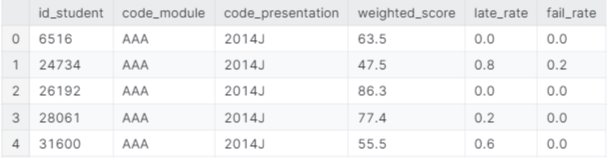 id_student code_module code_presentation weighted_score late_rate fail_rate
0 6516 AAA 2014J 63.5 0.0 0.0
1 24734 AAA 2014J 47.5 0.8 0.2
2 26192 AAA 2014J 86.3 0.0 0.0
3 28061 AAA 2014J 77.4 0.2 0.0
4 31600 AAA 2014J 55.5 0.6 0.0